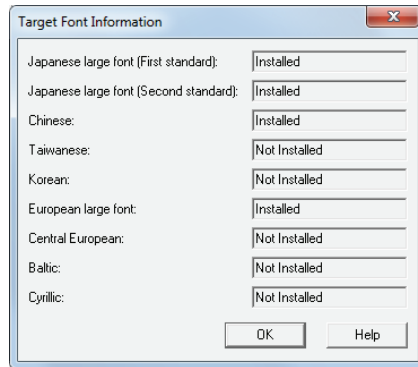 Target Font Information
Japanese large font (First standard): Installed
Japanese large font (Second standard): Installed
Chinese: Installed
Taiwanese: Not Installed
Korean: Not Installed
European large font: Installed
Central European: Not Installed
Baltic: Not Installed
Cyrillic: Not Installed
OK Help